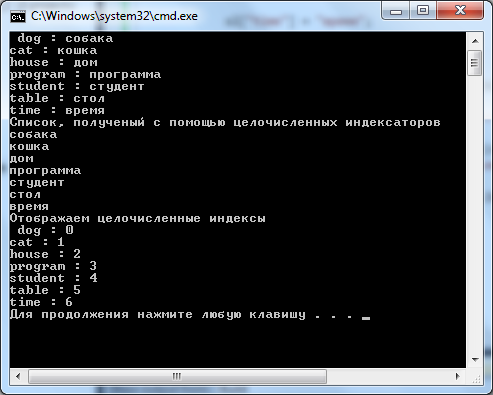 C:\Windows\system32\cmd.exe
dog : собака
cat : кошка
house : дом
program : программа
student : студент
table : стол
time : время
Список, полученый с помощью целочисленных индексаторов
собака
кошка
дом
программа
студент
стол
время
Отображаем целочисленные индексы
dog : 0
cat : 1
house : 2
program : 3
student : 4
table : 5
time : 6
Для продолжения нажмите любую клавишу . . . _